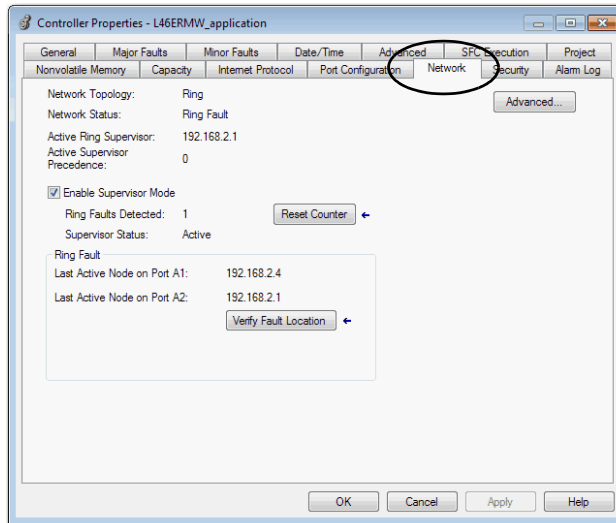 Controller Properties - L46ERMW_application
General Major Faults Minor Faults Date/Time Advanced SFC Execution Project
Nonvolatile Memory Capacity Internet Protocol Port Configuration Network Security Alarm Log
Network Topology: Ring
Advanced...
Network Status: Ring Fault
Active Ring Supervisor: 192.168.2.1
Active Supervisor
Precedence: 0
Enable Supervisor Mode
Ring Faults Detected: 1 Reset Counter
Supervisor Status: Active
Ring Fault
Last Active Node on Port A1: 192.168.2.4
Last Active Node on Port A2: 192.168.2.1
Verify Fault Location
OK Cancel Apply Help